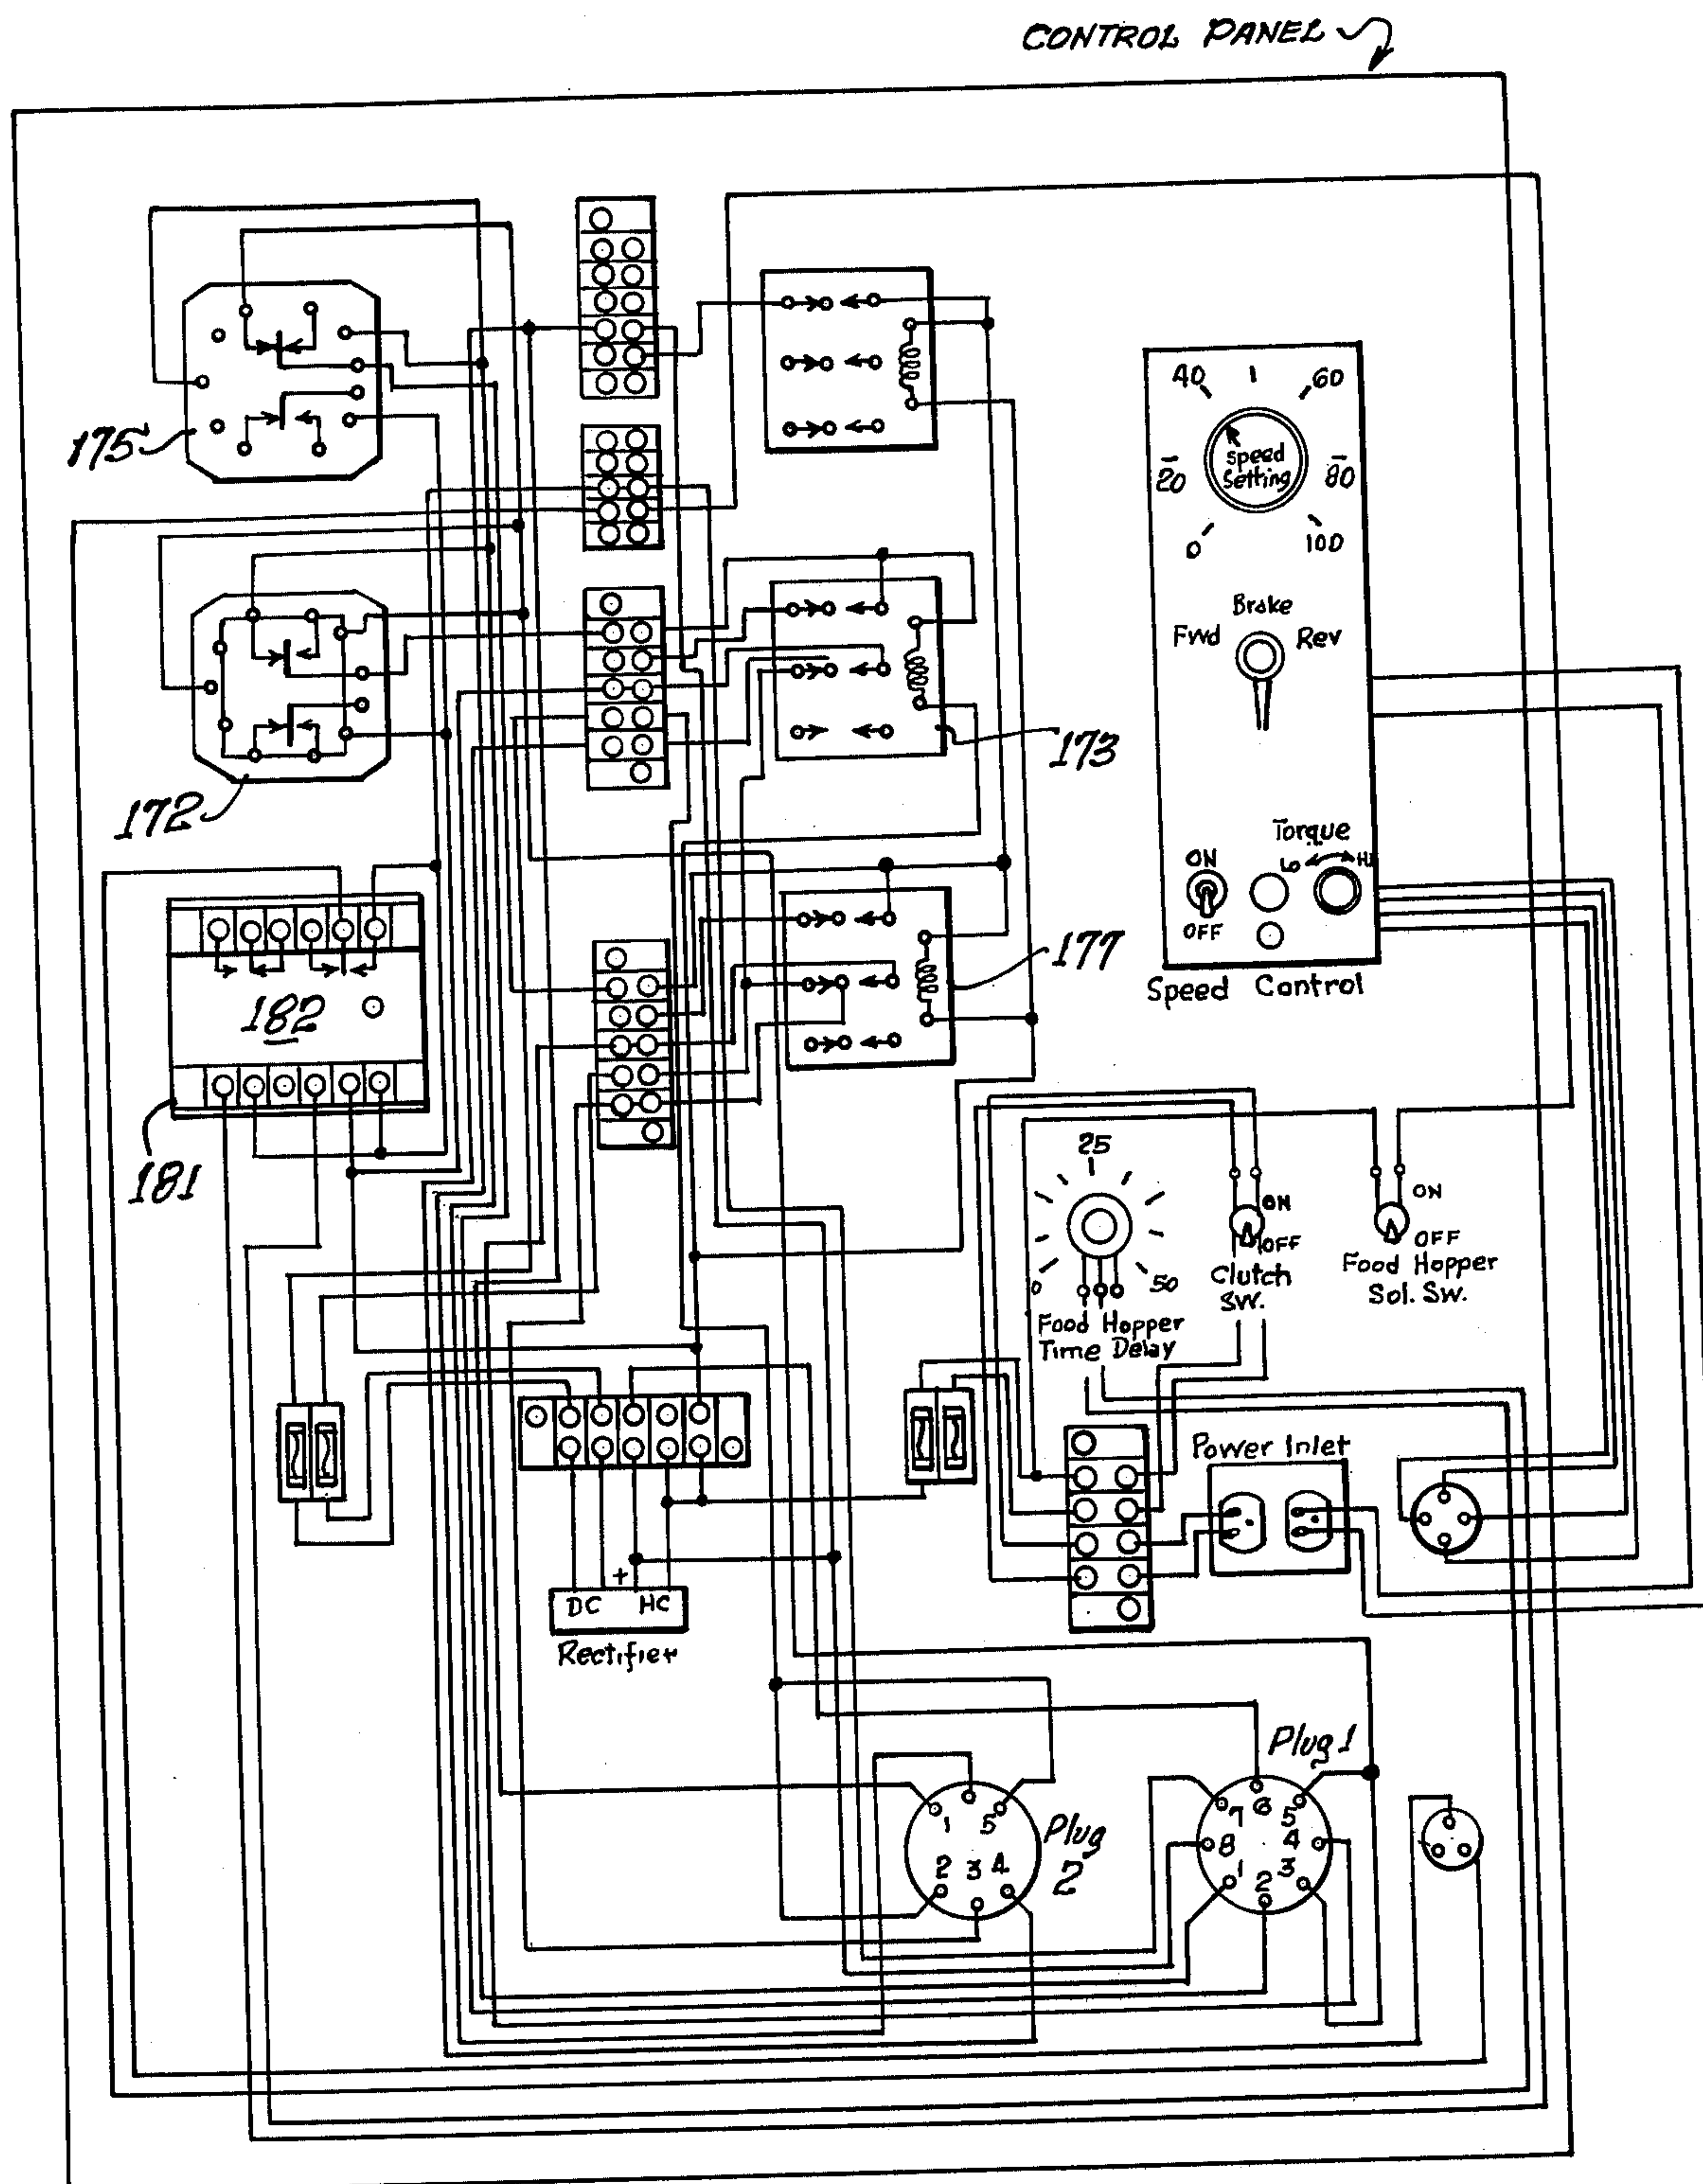 CONTROL PANEL
175
172
182
181
173
177
40
60
20
Speed
Setting
80
0
100
Brake
Fwd
Rev
Torque
ON
LO
HI
OFF
Speed Control
25
0
50
Food Hopper
Time Delay
ON
OFF
Clutch
SW.
ON
OFF
Food Hopper
Sol. Sw.
Power Inlet
+
DC HC
Rectifier
Plug 1
7 6 5
8 4
1 2 3
1 5
2 3 4
Plug
2